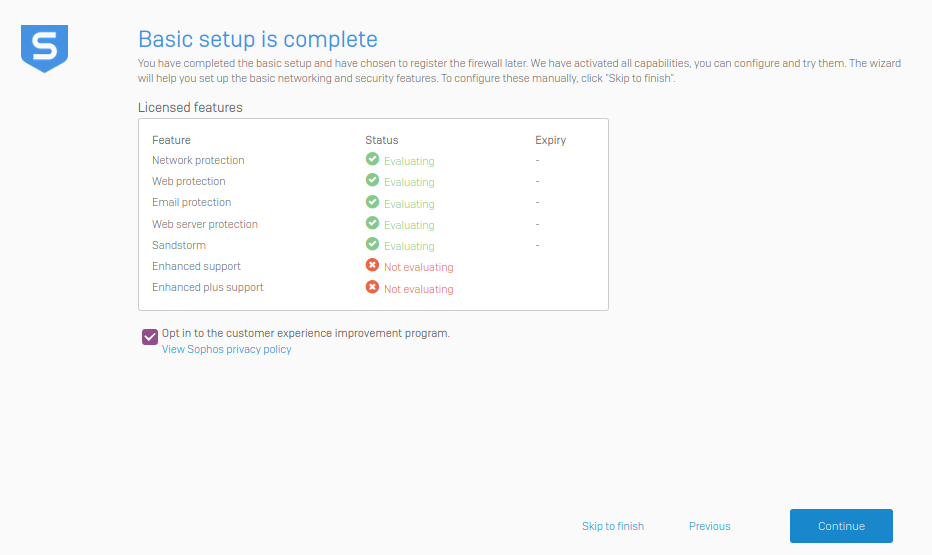 S
Basic setup is complete
You have completed the basic setup and have chosen to register the firewall later. We have activated all capabilities, you can configure and try them. The wizard
will help you set up the basic networking and security features. To configure these manually, click "Skip to finish".
Licensed features
Feature Status Expiry
Network protection Evaluating -
Web protection Evaluating -
Email protection Evaluating -
Web server protection Evaluating -
Sandstorm Evaluating -
Enhanced support Not evaluating
Enhanced plus support Not evaluating
Opt in to the customer experience improvement program.
View Sophos privacy policy
Skip to finish Previous Continue